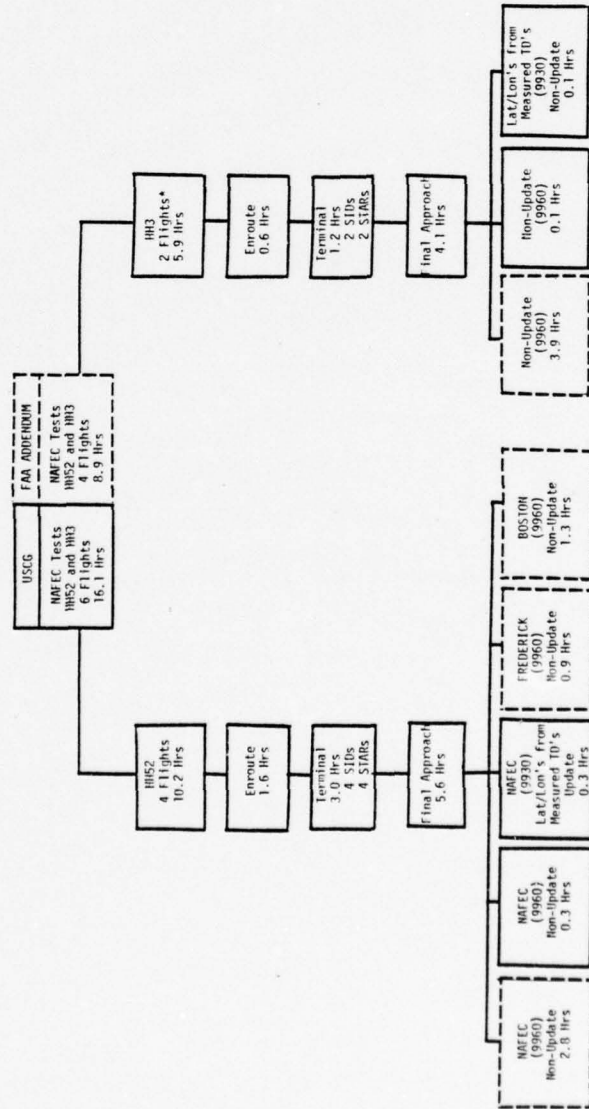 USCG
NAFEC Tests
HH52 and HH3
6 Flights
16.1 Hrs
FAA ADDENDUM
NAFEC Tests
HH52 and HH3
4 Flights
8.9 Hrs
HH52
4 Flights
10.2 Hrs
Enroute
1.6 Hrs
Terminal
3.0 Hrs
4 SIDs
4 STARs
Final Approach
5.6 Hrs
NAFEC
(9960)
Non-Update
2.8 Hrs
NAFEC
(9960)
Non-Update
0.3 Hrs
NAFEC
(9930)
Lat/Lon's from
Measured TD's
Update
0.3 Hrs
FREDERICK
(9960)
Non-Update
0.9 Hrs
BOSTON
(9960)
Non-Update
1.3 Hrs
HH3
2 Flights*
5.9 Hrs
Enroute
0.6 Hrs
Terminal
1.2 Hrs
2 SIDs
2 STARs
Final Approach
4.1 Hrs
Non-Update
(9960)
3.9 Hrs
Non-Update
(9960)
0.1 Hrs
Lat/Lon's from
Measured TD's
(9930)
Non-Update
0.1 Hrs